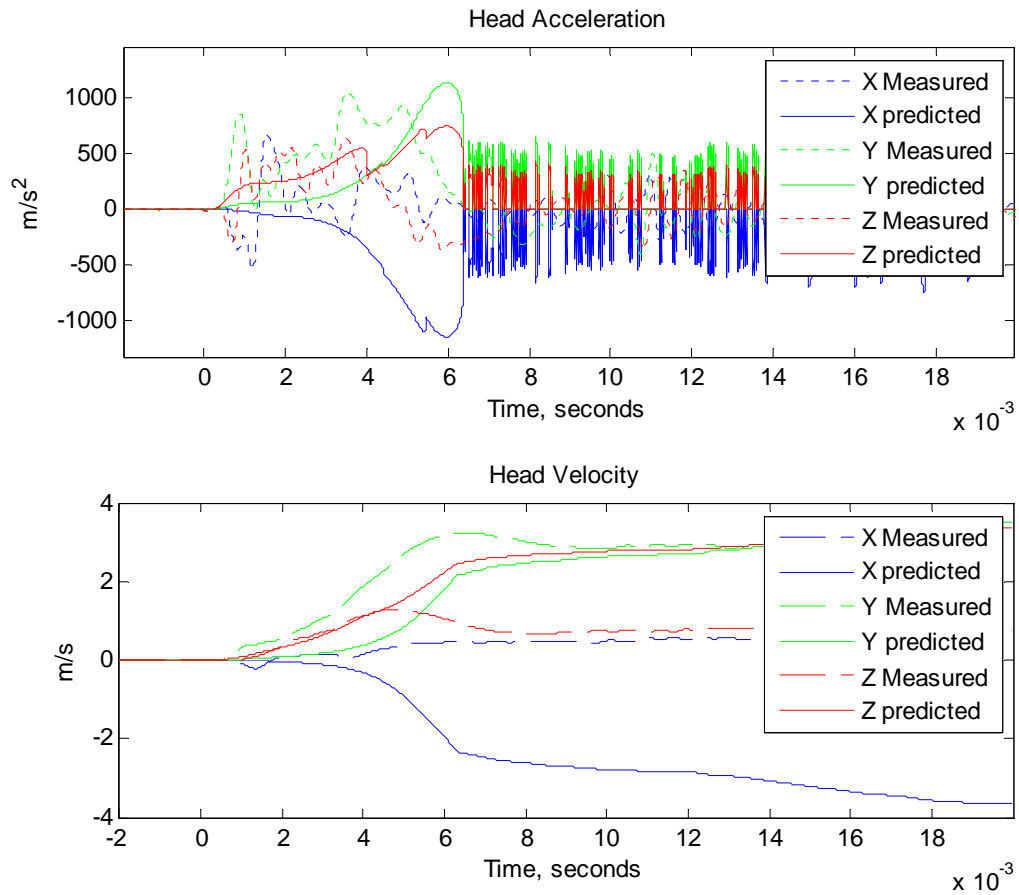 Head Acceleration
1000
500
0
-500
-1000
m/s2
X Measured
X predicted
Y Measured
Y predicted
Z Measured
Z predicted
0 2 4 6 8 10 12 14 16 18
Time, seconds
x 10-3
Head Velocity
4
2
0
-2
-4
m/s
X Measured
X predicted
Y Measured
Y predicted
Z Measured
Z predicted
-2 0 2 4 6 8 10 12 14 16 18
Time, seconds
x 10-3